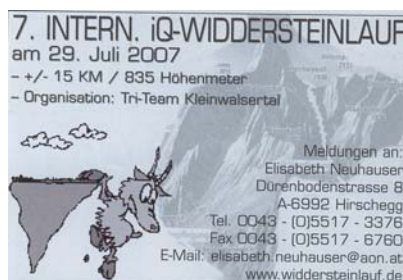 7. INTERN. iQ-WIDDERSTEINLAUF
am 29. Juli 2007
- +/- 15 KM / 835 Höhenmeter
- Organisation: Tri-Team Kleinwalsertal
Meldungen an:
Elisabeth Neuhauser
Dürenbodenstrasse 8
A-6992 Hirschegg
Tel. 0043 - (0)5517 - 3376
Fax 0043 - (0)5517 - 6760
E-Mail: elisabeth.neuhauser@aon.at
www.widdersteinlauf.de